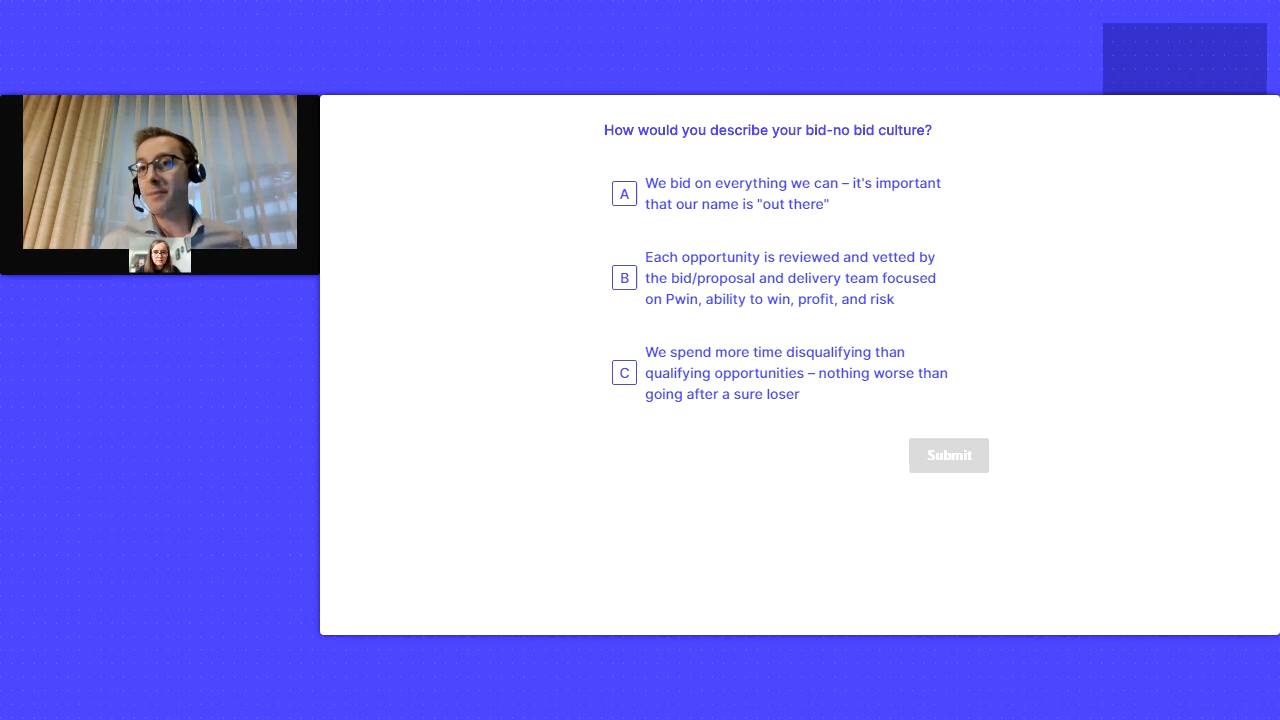 How would you describe your bid-no bid culture?
A
We bid on everything we can – it's important
that our name is "out there"
B
Each opportunity is reviewed and vetted by
the bid/proposal and delivery team focused
on Pwin, ability to win, profit, and risk
C
We spend more time disqualifying than
qualifying opportunities – nothing worse than
going after a sure loser
Submit